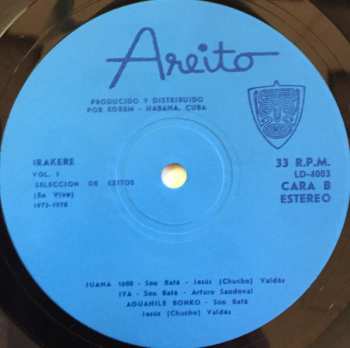 Areito
PRODUCIDO Y DISTRIBUIDO
POR EGREM - HABANA, CUBA
IRAKERE
VOL. I
SELECCION DE EXITOS
(En Vivo)
1973-1978
33 R.P.M.
LD-4003
CARA B
ESTEREO
JUANA 1600 - Son Batá - Jesús (Chucho) Valdés
IYA - Son Batá - Arturo Sandoval
AGUANILE BONKO - Son Batá
Jesús (Chucho) Valdés